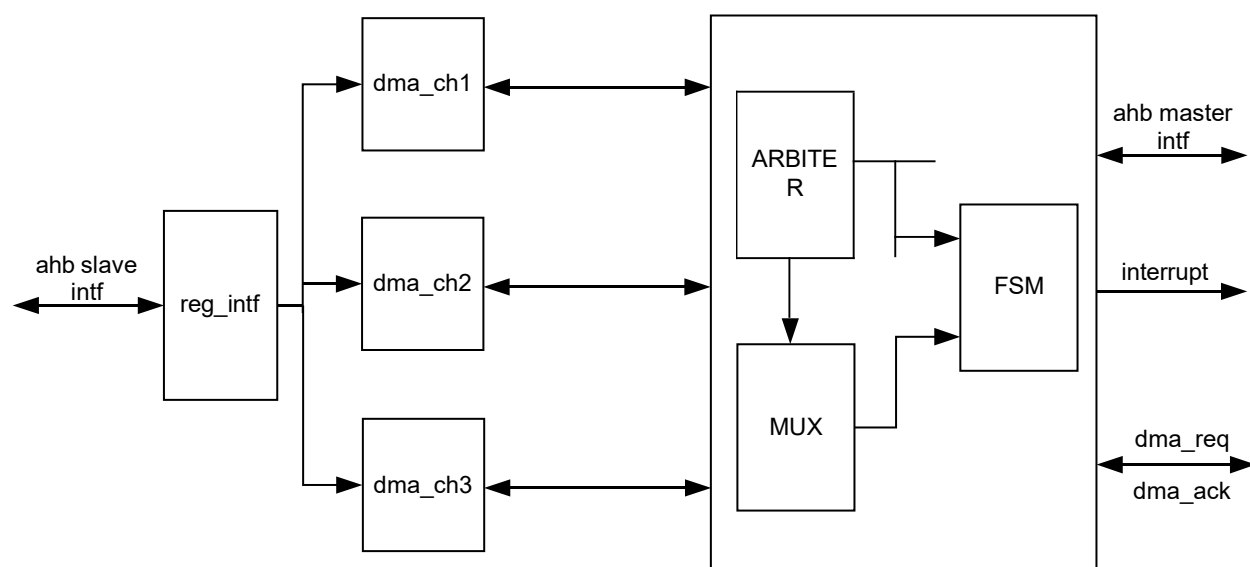 ahb slave
intf
reg_intf
dma_ch1
dma_ch2
dma_ch3
ARBITE
R
MUX
FSM
ahb master
intf
interrupt
dma_req
dma_ack